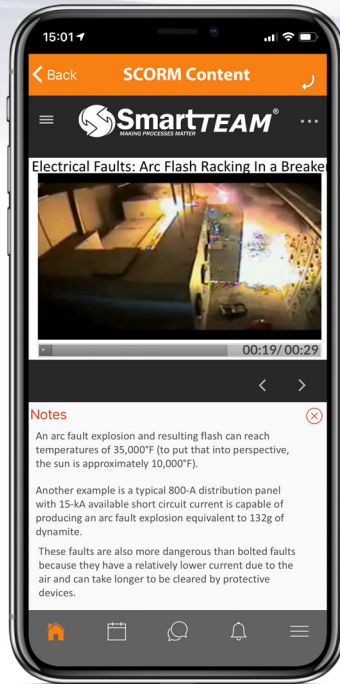 15:01
Back
SCORM Content
SmartTEAM®
MAKING PROCESSES MATTER
Electrical Faults: Arc Flash Racking In a Breaker
00:19/00:29
Notes
An arc fault explosion and resulting flash can reach
temperatures of 35,000°F (to put that into perspective,
the sun is approximately 10,000°F).
Another example is a typical 800-A distribution panel
with 15-kA available short circuit current is capable of
producing an arc fault explosion equivalent to 132g of
dynamite.
These faults are also more dangerous than bolted faults
because they have a relatively lower current due to the
air and can take longer to be cleared by protective
devices.